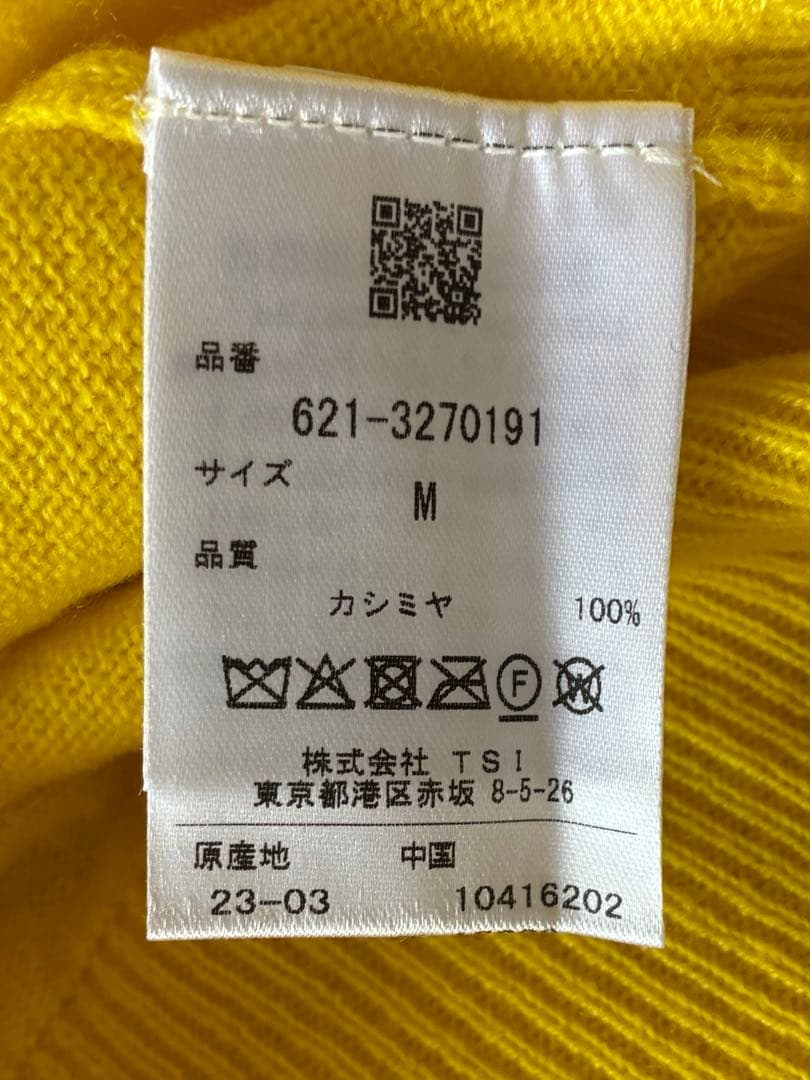 品番
621-3270191
サイズ
M
品質
カシミヤ 100%
F W
株式会社 TSI
東京都港区赤坂 8-5-26
原産地 中国
23-03 10416202